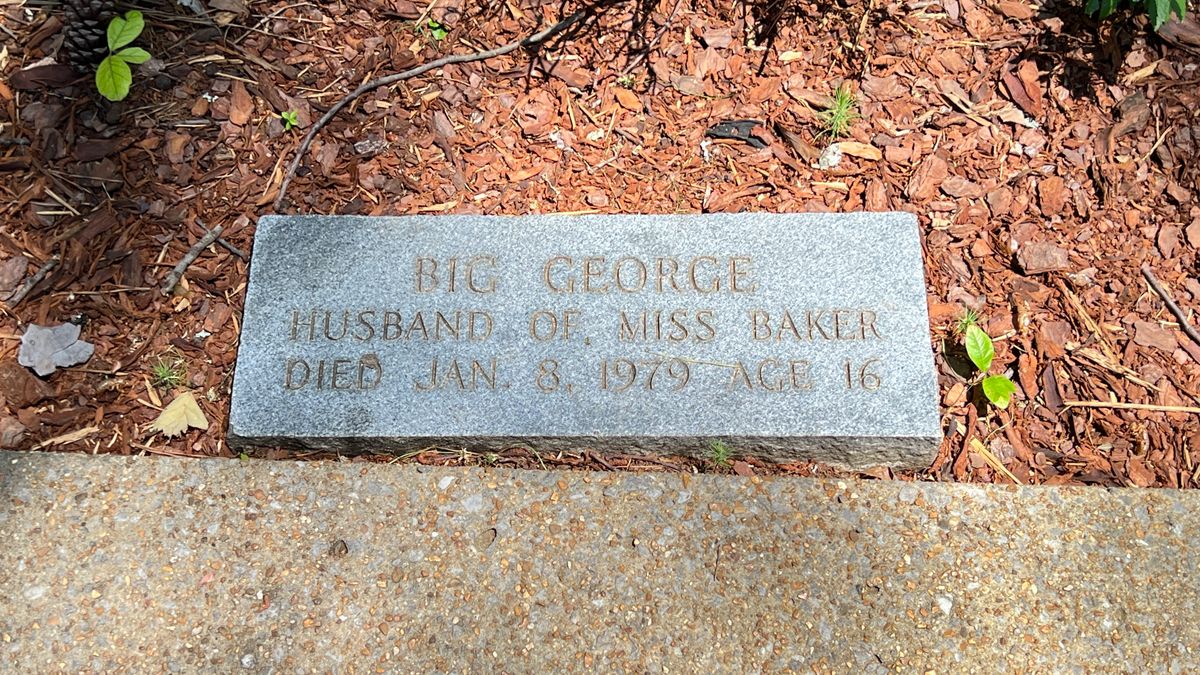 BIG GEORGE
HUSBAND OF MISS BAKER
DIED JAN. 8, 1979 AGE 16